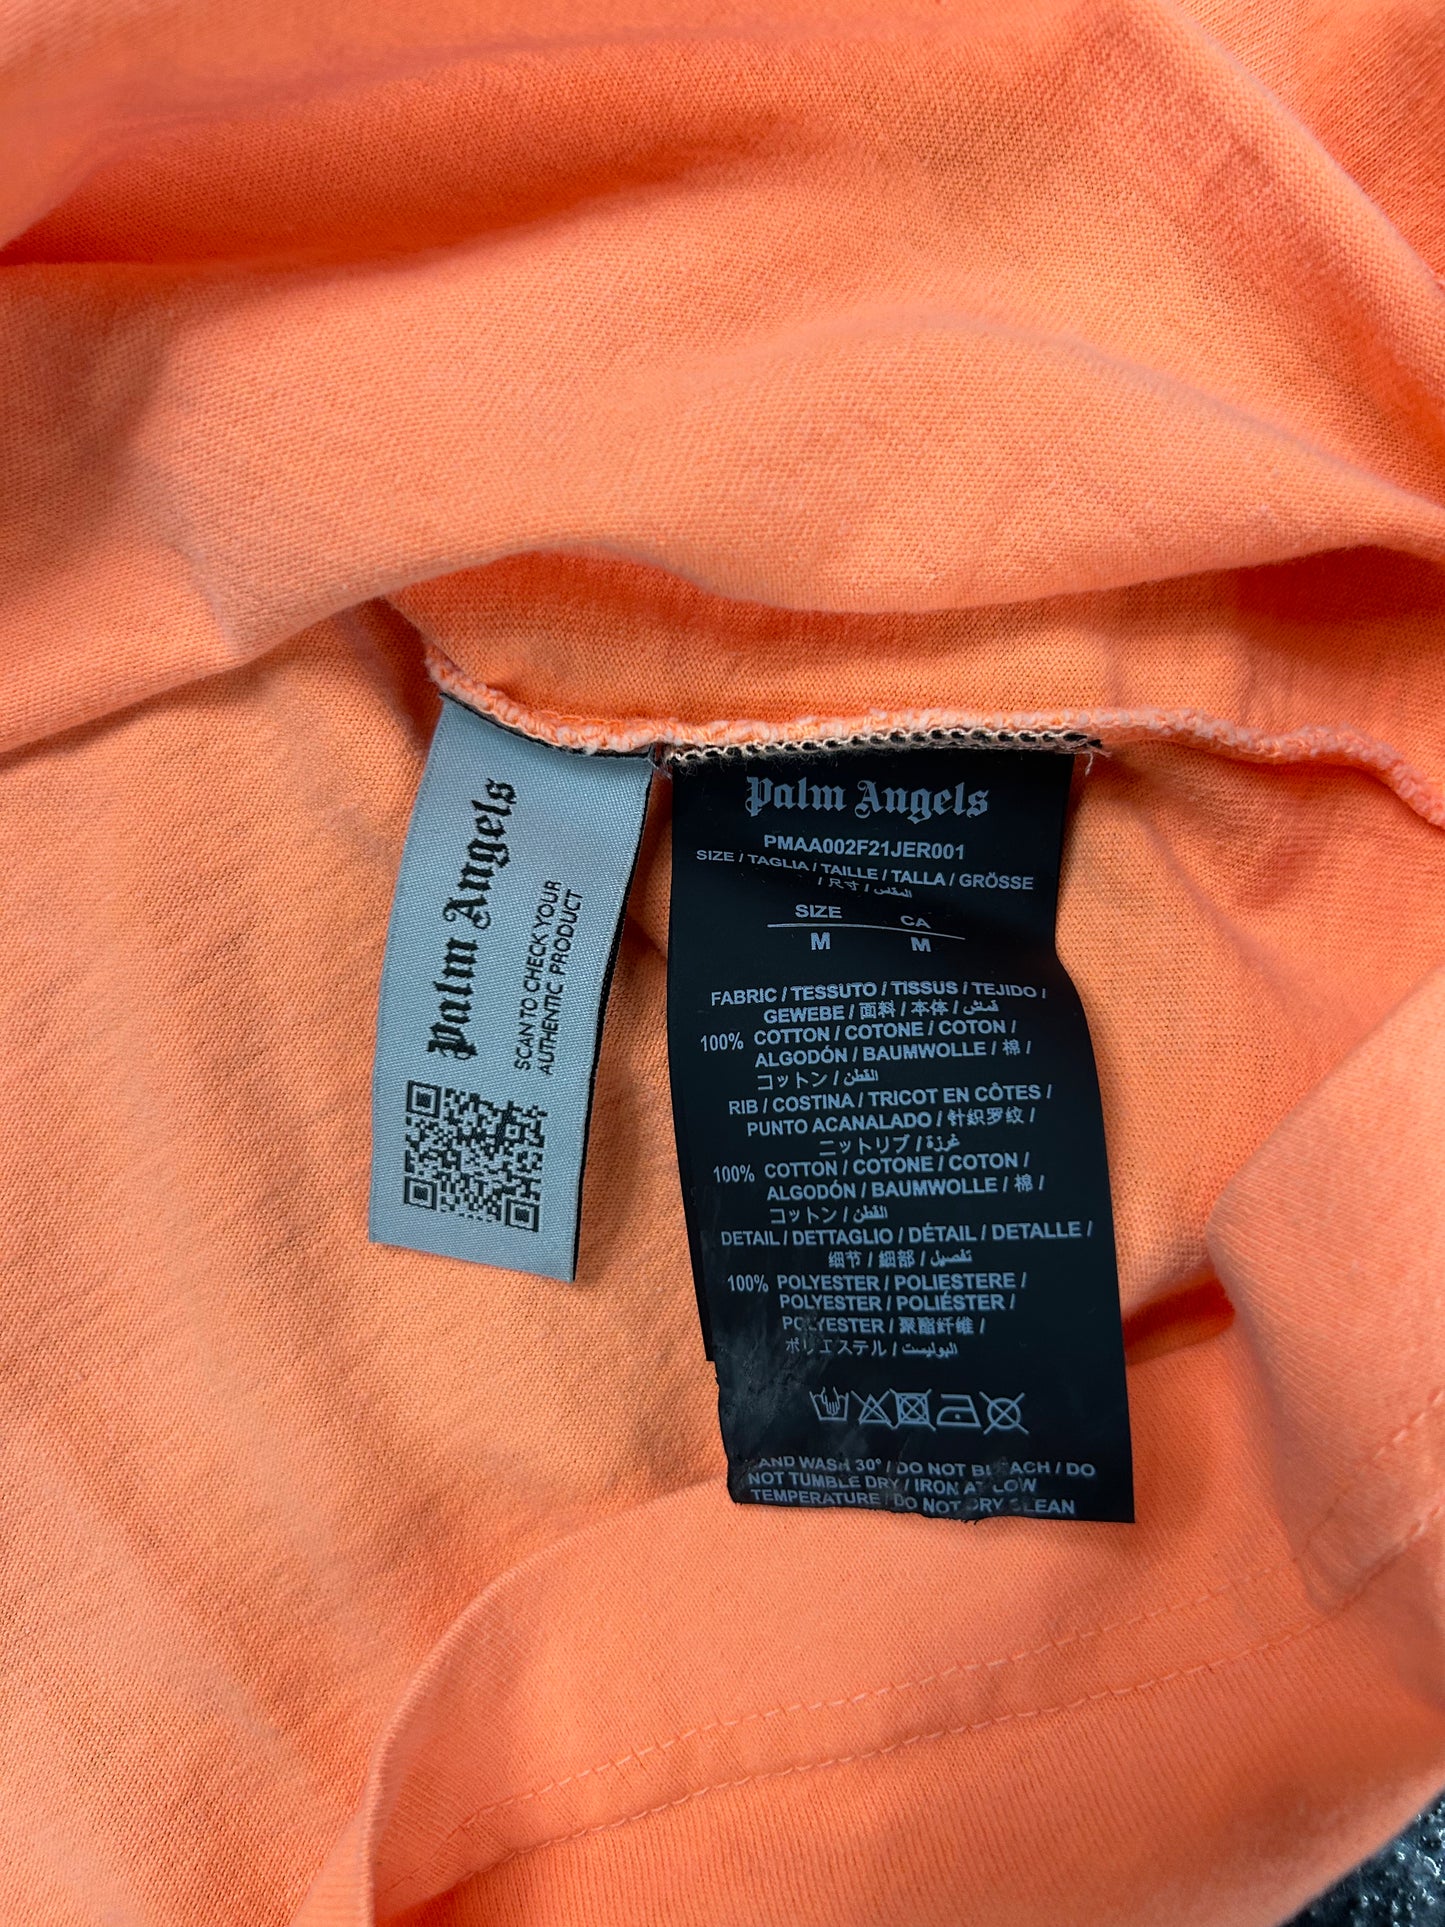 Palm Angels
SCAN TO CHECK YOUR
AUTHENTIC PRODUCT
Palm Angels
PMAA002F21JER001
SIZE / TAGLIA / TAILLE / TALLA / GRÖSSE
/ 尺寸 / المقاس
SIZE CA
M M
FABRIC / TESSUTO / TISSUS / TEJIDO /
GEWEBE / 面料 / 本体 / قماش
100% COTTON / COTONE / COTON /
ALGODÓN / BAUMWOLLE / 棉 /
コットン / القطن
RIB / COSTINA / TRICOT EN CÔTES /
PUNTO ACANALADO / 针织罗纹 /
ニットリブ / غرزة
100% COTTON / COTONE / COTON /
ALGODÓN / BAUMWOLLE / 棉 /
コットン / القطن
DETAIL / DETTAGLIO / DÉTAIL / DETALLE /
细节 / 細部 / تفصيل
100% POLYESTER / POLIESTERE /
POLYESTER / POLIÉSTER /
POLYESTER / 聚酯纤维 /
ポリエステル / البوليست
AND WASH 30° / DO NOT BLEACH / DO
NOT TUMBLE DRY / IRON AT LOW
TEMPERATURE / DO NOT DRY CLEAN